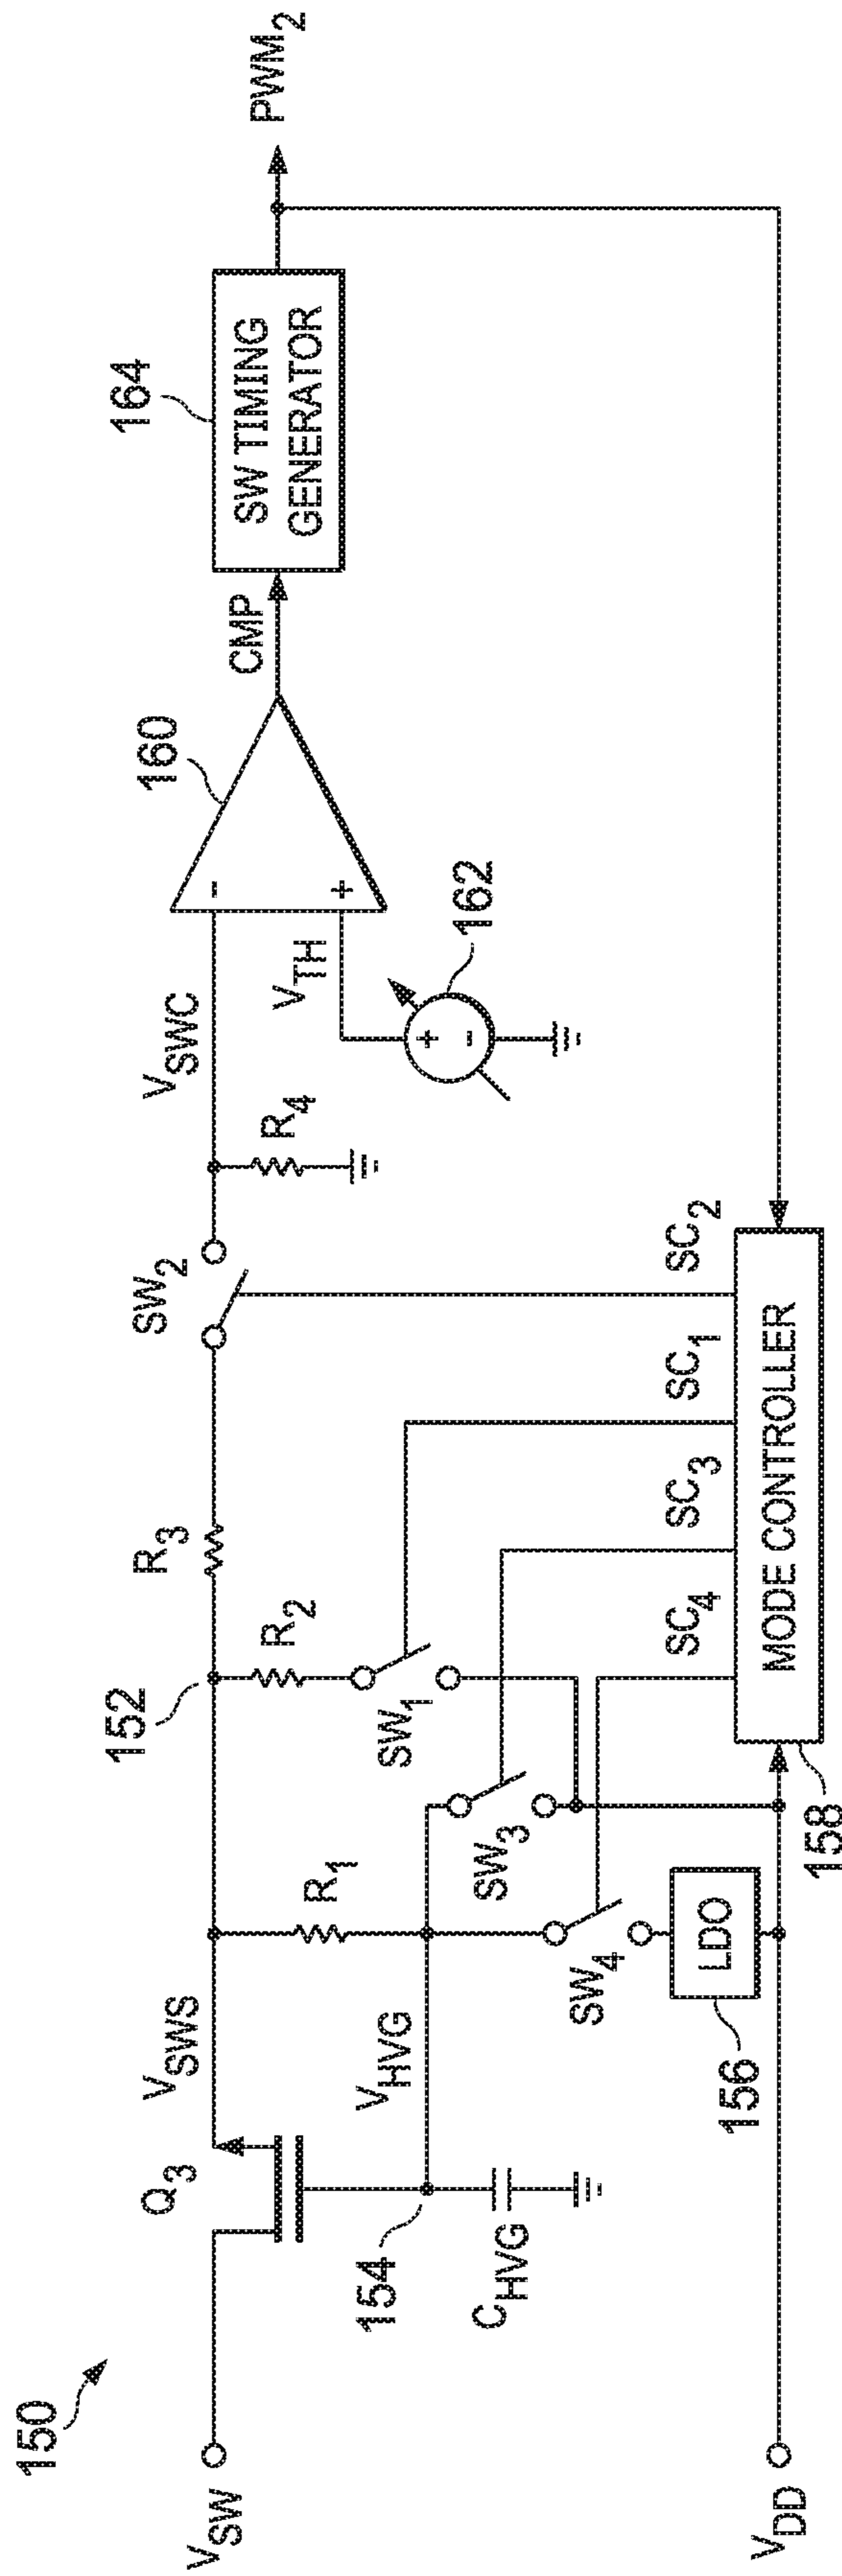 150
V_SW
Q_3
V_SWS
152
R_3
SW_2
V_SWC
160
CMP
164
SW TIMING
GENERATOR
PWM_2
R_1
R_2
R_4
V_TH
-
+
162
+
-
154
V_HVG
C_HVG
SW_1
SW_3
SW_4
LDO
156
SC_4
SC_3
SC_1
SC_2
MODE CONTROLLER
158
V_DD